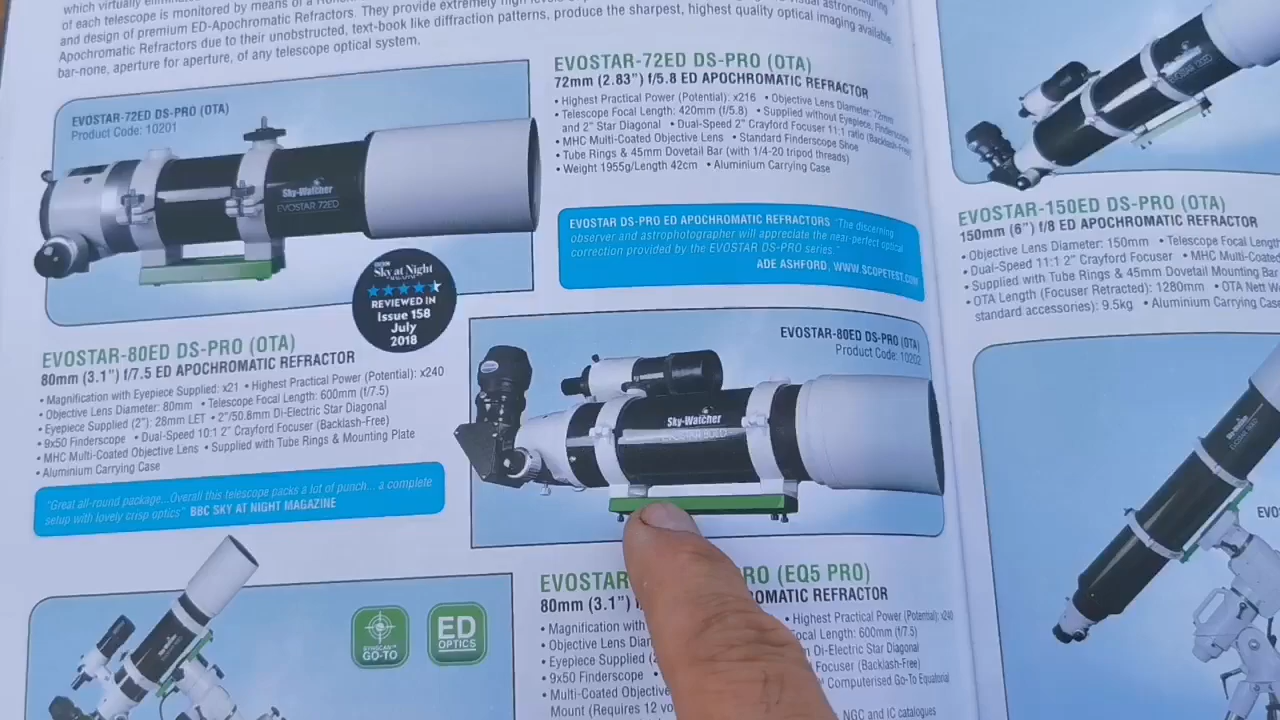 which virtually
of each telescope is monitored by means of a
and design of premium ED-Apochromatic Refractors. They provide extremely high
Apochromatic Refractors due to their unobstructed, text-book like diffraction patterns, produce the sharpest, highest quality optical imaging available,
bar-none, aperture for aperture, of any telescope optical system.
visual astronomy.
EVOSTAR-72ED DS-PRO (OTA)
Product Code: 10201
Sky-Watcher
EVOSTAR 72ED
EVOSTAR-72ED DS-PRO (OTA)
72mm (2.83") f/5.8 ED APOCHROMATIC REFRACTOR
• Highest Practical Power (Potential): x216 • Objective Lens Diameter: 72mm
• Telescope Focal Length: 420mm (f/5.8) • Supplied without Eyepiece, Finderscope
and 2" Star Diagonal • Dual-Speed 2" Crayford Focuser 11:1 ratio (Backlash-Free)
• MHC Multi-Coated Objective Lens • Standard Finderscope Shoe
• Tube Rings & 45mm Dovetail Bar (with 1/4-20 tripod threads)
• Weight 1955g/Length 42cm • Aluminium Carrying Case
EVOSTAR DS-PRO ED APOCHROMATIC REFRACTORS "The discerning
observer and astrophotographer will appreciate the near-perfect optical
correction provided by the EVOSTAR DS-PRO series."
ADE ASHFORD, WWW.SCOPETEST.COM
Sky at Night
MAGAZINE
REVIEWED IN
Issue 158
July
2018
EVOSTAR-80ED DS-PRO (OTA)
80mm (3.1") f/7.5 ED APOCHROMATIC REFRACTOR
• Magnification with Eyepiece Supplied: x21 • Highest Practical Power (Potential): x240
• Objective Lens Diameter: 80mm • Telescope Focal Length: 600mm (f/7.5)
• Eyepiece Supplied (2"): 28mm LET • 2"/50.8mm Di-Electric Star Diagonal
• 9x50 Finderscope • Dual-Speed 10:1 2" Crayford Focuser (Backlash-Free)
• MHC Multi-Coated Objective Lens • Supplied with Tube Rings & Mounting Plate
• Aluminium Carrying Case
"Great all-round package...Overall this telescope packs a lot of punch... a complete
setup with lovely crisp optics" BBC SKY AT NIGHT MAGAZINE
EVOSTAR-80ED DS-PRO (OTA)
Product Code: 10202
Sky-Watcher
EVOSTAR 80ED
SYNSCAN
GO-TO
ED
OPTICS
EVOSTAR PRO (EQ5 PRO)
80mm (3.1") OMATIC REFRACTOR
• Magnification with Highest Practical Power (Potential): x240
• Objective Lens Focal Length: 600mm (f/7.5)
• Eyepiece Supplied Di-Electric Star Diagonal
• 9x50 Finderscope Focuser (Backlash-Free)
• Multi-Coated Objective Computerised Go-To Equatorial
Mount (Requires 12 NGC and IC catalogues
EVOSTAR-150ED DS-PRO (OTA)
150mm (6") f/8 ED APOCHROMATIC REFRACTOR
• Objective Lens Diameter: 150mm • Telescope Focal Length
• Dual-Speed 11:1 2" Crayford Focuser • MHC Multi-Coated
• Supplied with Tube Rings & 45mm Dovetail Mounting Bar
• OTA Length (Focuser Retracted): 1280mm • OTA Nett
standard accessories): 9.5kg • Aluminium Carrying Case